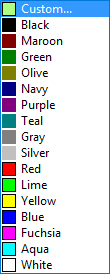 Custom...
Black
Maroon
Green
Olive
Navy
Purple
Teal
Gray
Silver
Red
Lime
Yellow
Blue
Fuchsia
Aqua
White